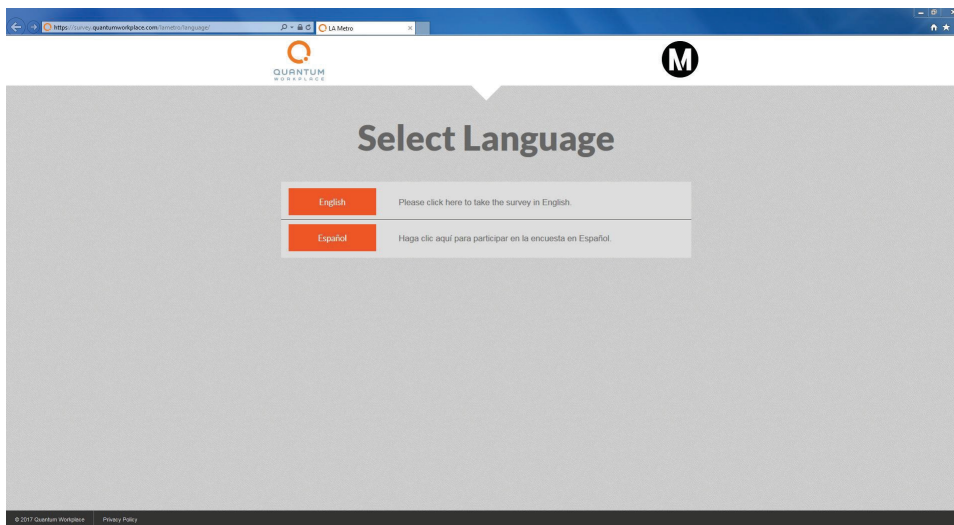 https://survey.quantumworkplace.com/lametro/language/
LA Metro
QUANTUM
WORKPLACE
M
Select Language
English
Please click here to take the survey in English.
Español
Haga clic aquí para participar en la encuesta en Español.
© 2017 Quantum Workplace
Privacy Policy